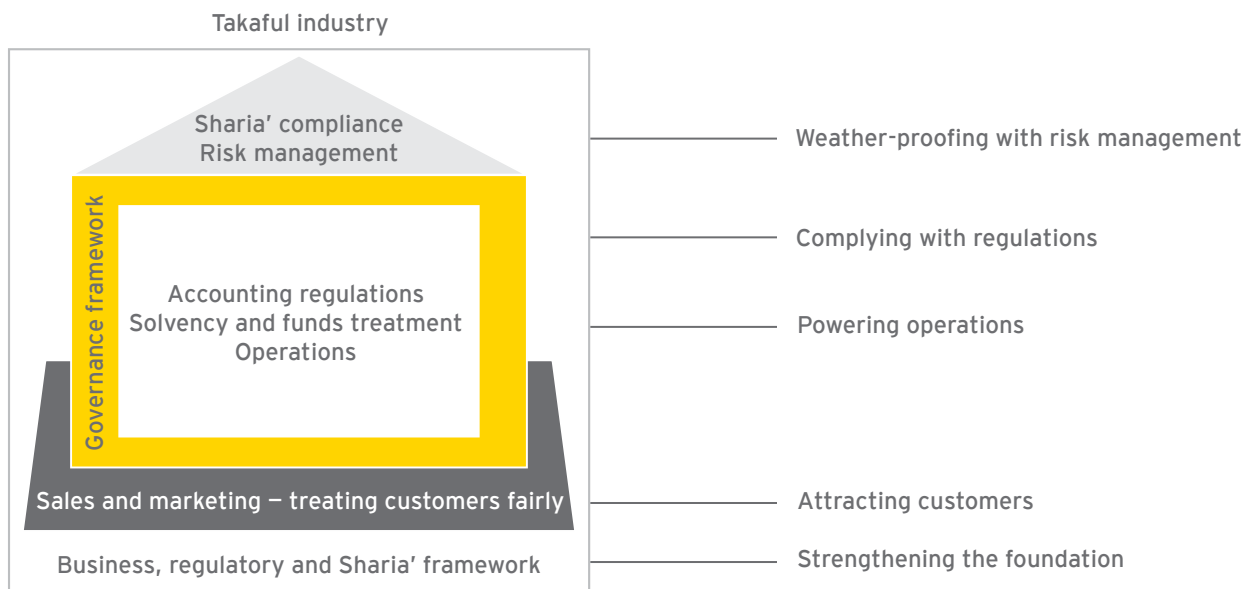 Takaful industry
Sharia' compliance
Risk management
Weather-proofing with risk management
Governance framework
Complying with regulations
Accounting regulations
Solvency and funds treatment
Operations
Powering operations
Sales and marketing – treating customers fairly
Attracting customers
Business, regulatory and Sharia' framework
Strengthening the foundation